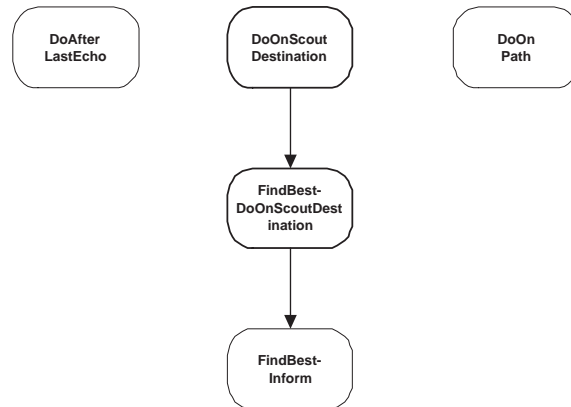 DoAfter
LastEcho
DoOnScout
Destination
DoOn
Path
FindBest-
DoOnScoutDest
ination
FindBest-
Inform